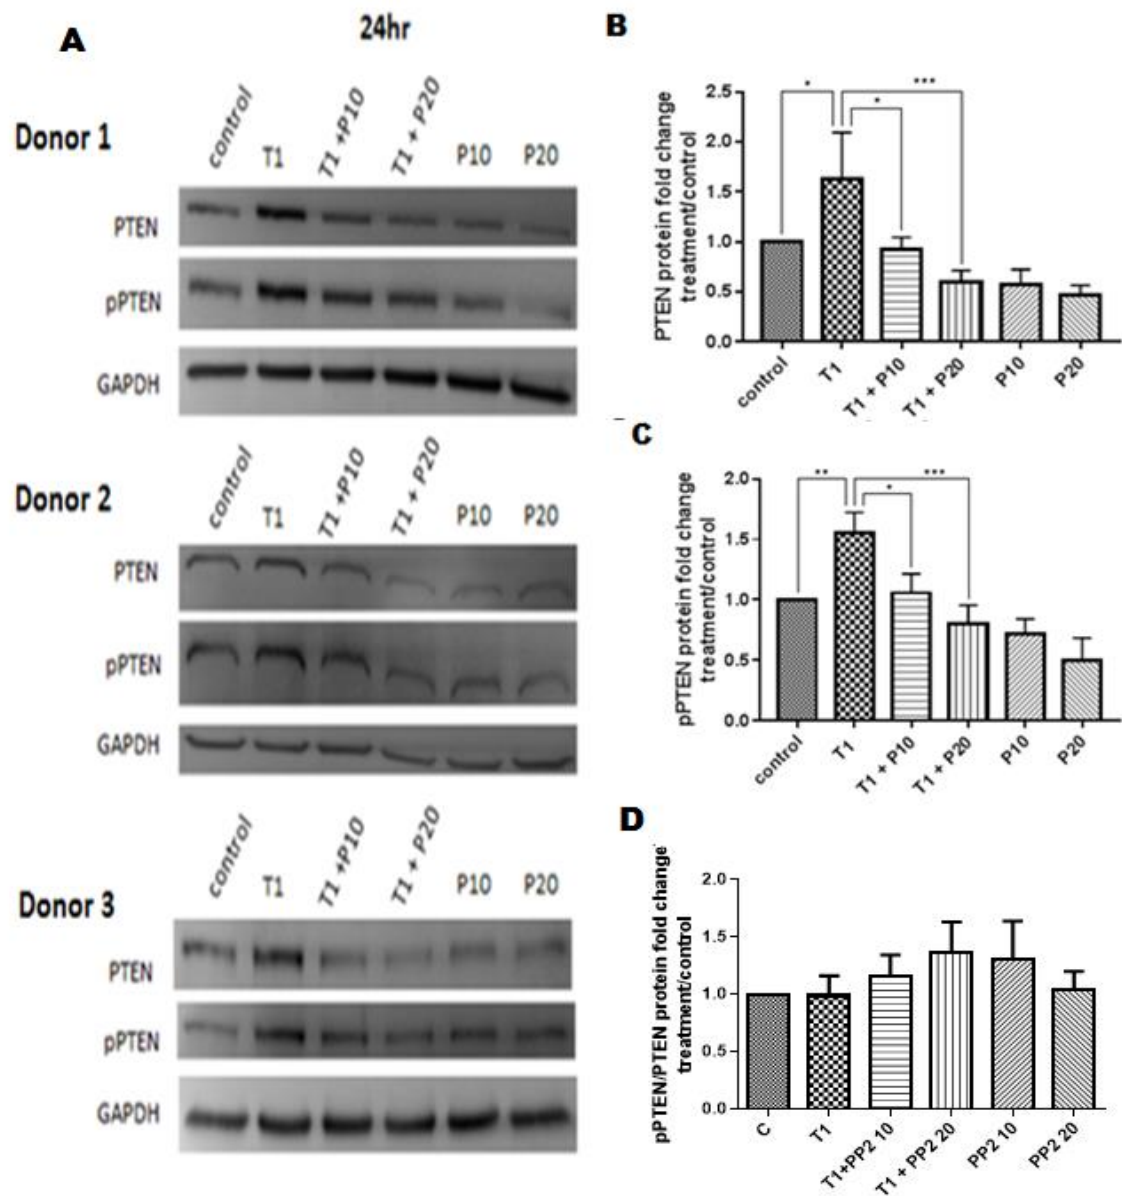 A
24hr
Donor 1
control T1 T1 +P10 T1 + P20 P10 P20
PTEN
pPTEN
GAPDH
Donor 2
control T1 T1 +P10 T1 + P20 P10 P20
PTEN
pPTEN
GAPDH
Donor 3
control T1 T1 +P10 T1 + P20 P10 P20
PTEN
pPTEN
GAPDH
B
PTEN protein fold change
treatment/control
2.5
2.0
1.5
1.0
0.5
0.0
* * ***
control T1 T1 + P10 T1 + P20 P10 P20
C
pPTEN protein fold change
treatment/control
2.0
1.5
1.0
0.5
0.0
** * ***
control T1 T1 + P10 T1 + P20 P10 P20
D
pPTEN/PTEN protein fold change
treatment/control
2.0
1.5
1.0
0.5
0.0
C T1 T1+PP2 10 T1 + PP2 20 PP2 10 PP2 20